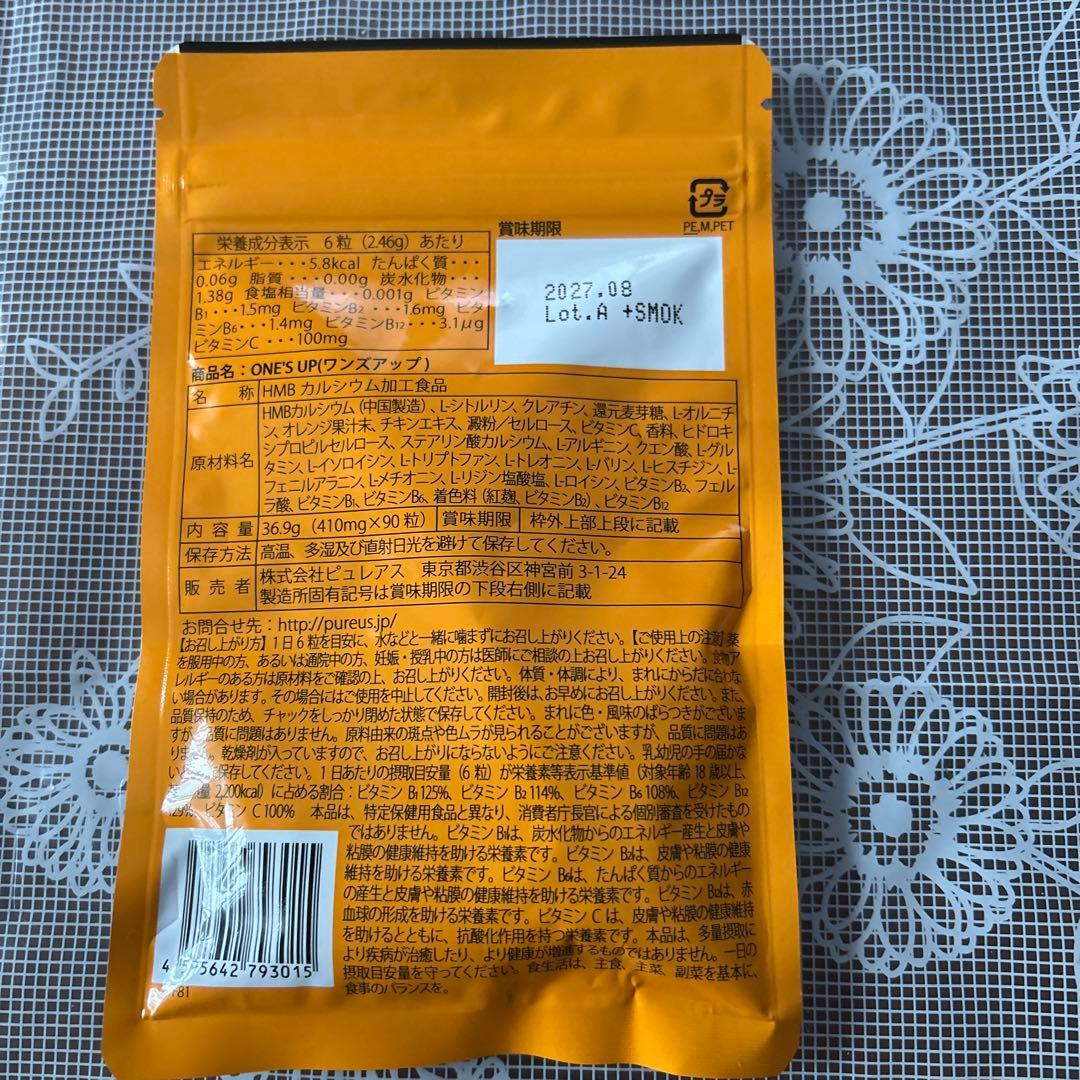 プラ
PE,M,PET
賞味期限
2027.08
Lot.A +SMOK
栄養成分表示 6粒(2.46g)あたり
エネルギー・・・5.8kcal たんぱく質・・・
0.06g 脂質・・・0.00g 炭水化物・・・
1.38g 食塩相当量・・・0.001g ビタミン
B1・・・1.5mg ビタミンB2・・・1.6mg ビタ
ミンB6・・・1.4mg ビタミンB12・・・3.1μg
ビタミンC・・・100mg
商品名:ONE'S UP(ワンズアップ)
名称 HMB カルシウム加工食品
原材料名
HMBカルシウム(中国製造)、L-シトルリン、クレアチン、還元麦芽糖、L-オルニチ
ン、オレンジ果汁末、チキンエキス、澱粉/セルロース、ビタミンC、香料、ヒドロキ
シプロピルセルロース、ステアリン酸カルシウム、L-アルギニン、クエン酸、L-グル
タミン、L-イソロイシン、L-トリプトファン、L-トレオニン、L-バリン、L-ヒスチジン、L-
フェニルアラニン、L-メチオニン、L-リジン塩酸塩、L-ロイシン、ビタミンB2、フェル
ラ酸、ビタミンB1、ビタミンB6、着色料(紅麹、ビタミンB2)、ビタミンB12
内容量 36.9g(410mg×90粒) 賞味期限 枠外上部上段に記載
保存方法 高温、多湿及び直射日光を避けて保存してください。
販売者 株式会社ピュレアス 東京都渋谷区神宮前 3-1-24
製造所固有記号は賞味期限の下段右側に記載
お問合せ先:http://pureus.jp/
【お召し上がり方】1日6粒を目安に、水などと一緒に噛まずにお召し上がりください。【ご使用上の注意】薬
を服用中の方、あるいは通院中の方、妊娠・授乳中の方は医師にご相談の上お召し上がりください。食物ア
レルギーのある方は原材料をご確認の上、お召し上がりください。体質・体調により、まれにからだに合わな
い場合があります。その場合にはご使用を中止してください。開封後は、お早めにお召し上がりください。また、
品質保持のため、チャックをしっかり閉めた状態で保存してください。まれに色・風味のばらつきがございま
すが、品質に問題はありません。原料由来の斑点や色ムラが見られることがございますが、品質に問題はあ
りま 。乾燥剤が入っていますので、お召し上がりにならないようにご注意ください。乳幼児の手の届かな
い 保存してください。1日あたりの摂取目安量(6粒)が栄養素等表示基準値(対象年齢18歳以上、
量2,200kcal)に占める割合:ビタミンB1 125%、ビタミンB2 114%、ビタミンB6 108%、ビタミンB12
129%、ビタミンC100% 本品は、特定保健用食品と異なり、消費者庁長官による個別審査を受けたもの
ではありません。ビタミンB1は、炭水化物からのエネルギー産生と皮膚や
粘膜の健康維持を助ける栄養素です。ビタミンB2は、皮膚や粘膜の健康
維持を助ける栄養素です。ビタミンB6は、たんぱく質からのエネルギー
の産生と皮膚や粘膜の健康維持を助ける栄養素です。ビタミンB12は、赤
血球の形成を助ける栄養素です。ビタミンCは、皮膚や粘膜の健康維持
を助けるとともに、抗酸化作用を持つ栄養素です。本品は、多量摂取に
より疾病が治癒したり、より健康が増進するものではありません。一日の
摂取目安量を守ってください。食生活は、主食、主菜、副菜を基本に、
食事のバランスを。
642 793015